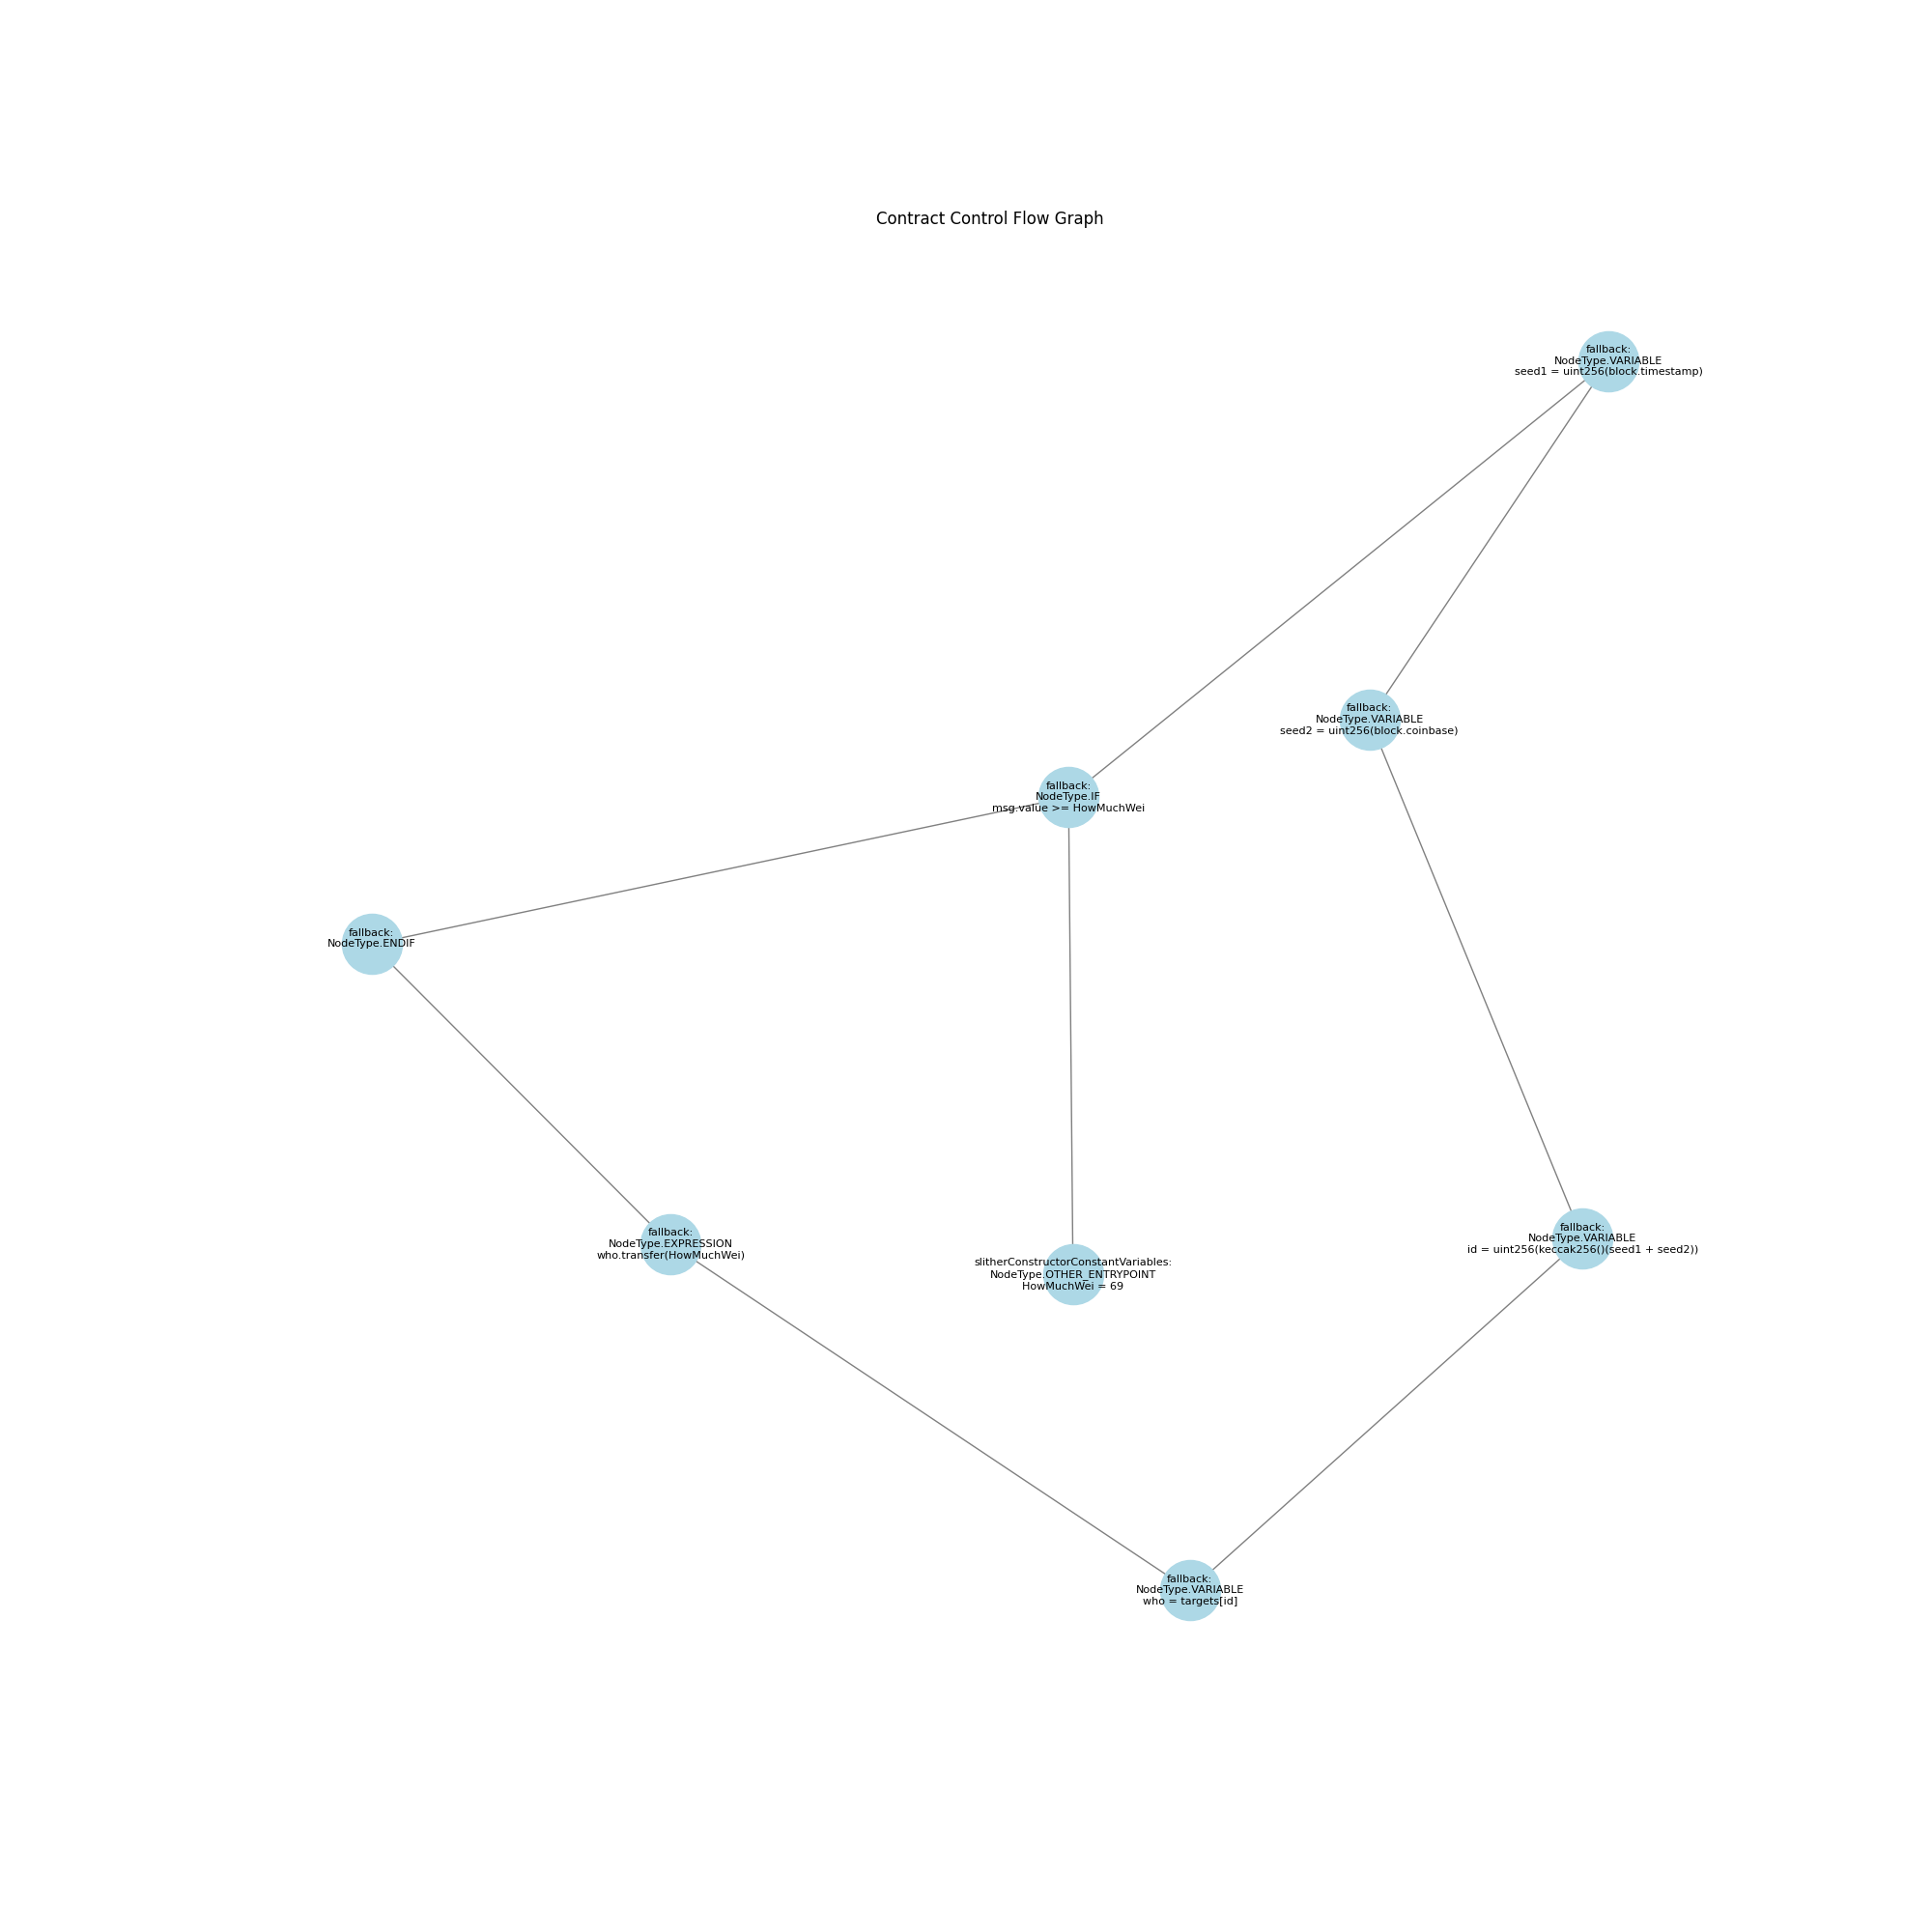 Contract Control Flow Graph
fallback:
NodeType.VARIABLE
seed1 = uint256(block.timestamp)
fallback:
NodeType.VARIABLE
seed2 = uint256(block.coinbase)
fallback:
NodeType.IF
msg.value >= HowMuchWei
fallback:
NodeType.ENDIF
fallback:
NodeType.EXPRESSION
who.transfer(HowMuchWei)
slitherConstructorConstantVariables:
NodeType.OTHER_ENTRYPOINT
HowMuchWei = 69
fallback:
NodeType.VARIABLE
id = uint256(keccak256()(seed1 + seed2))
fallback:
NodeType.VARIABLE
who = targets[id]